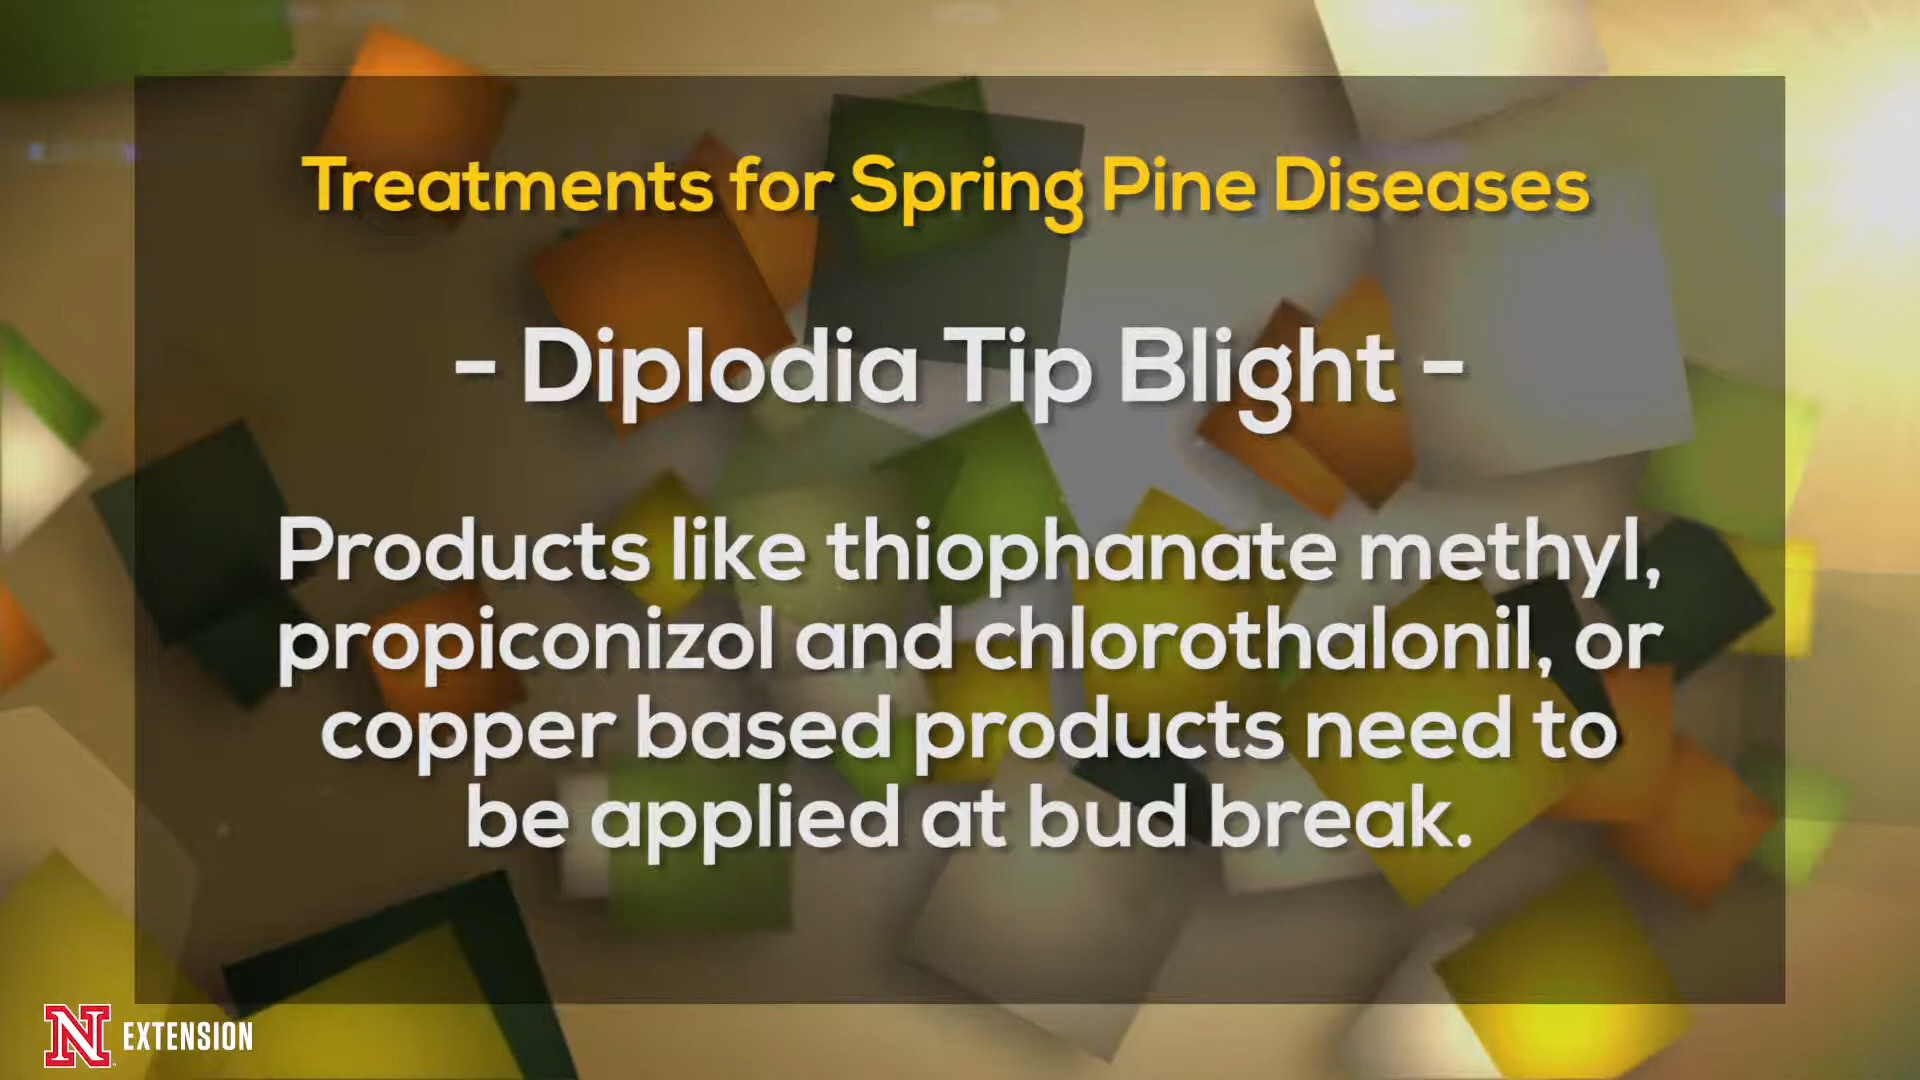 Treatments for Spring Pine Diseases
- Diplodia Tip Blight -
Products like thiophanate methyl,
propiconizol and chlorothalonil, or
copper based products need to
be applied at bud break.
N EXTENSION